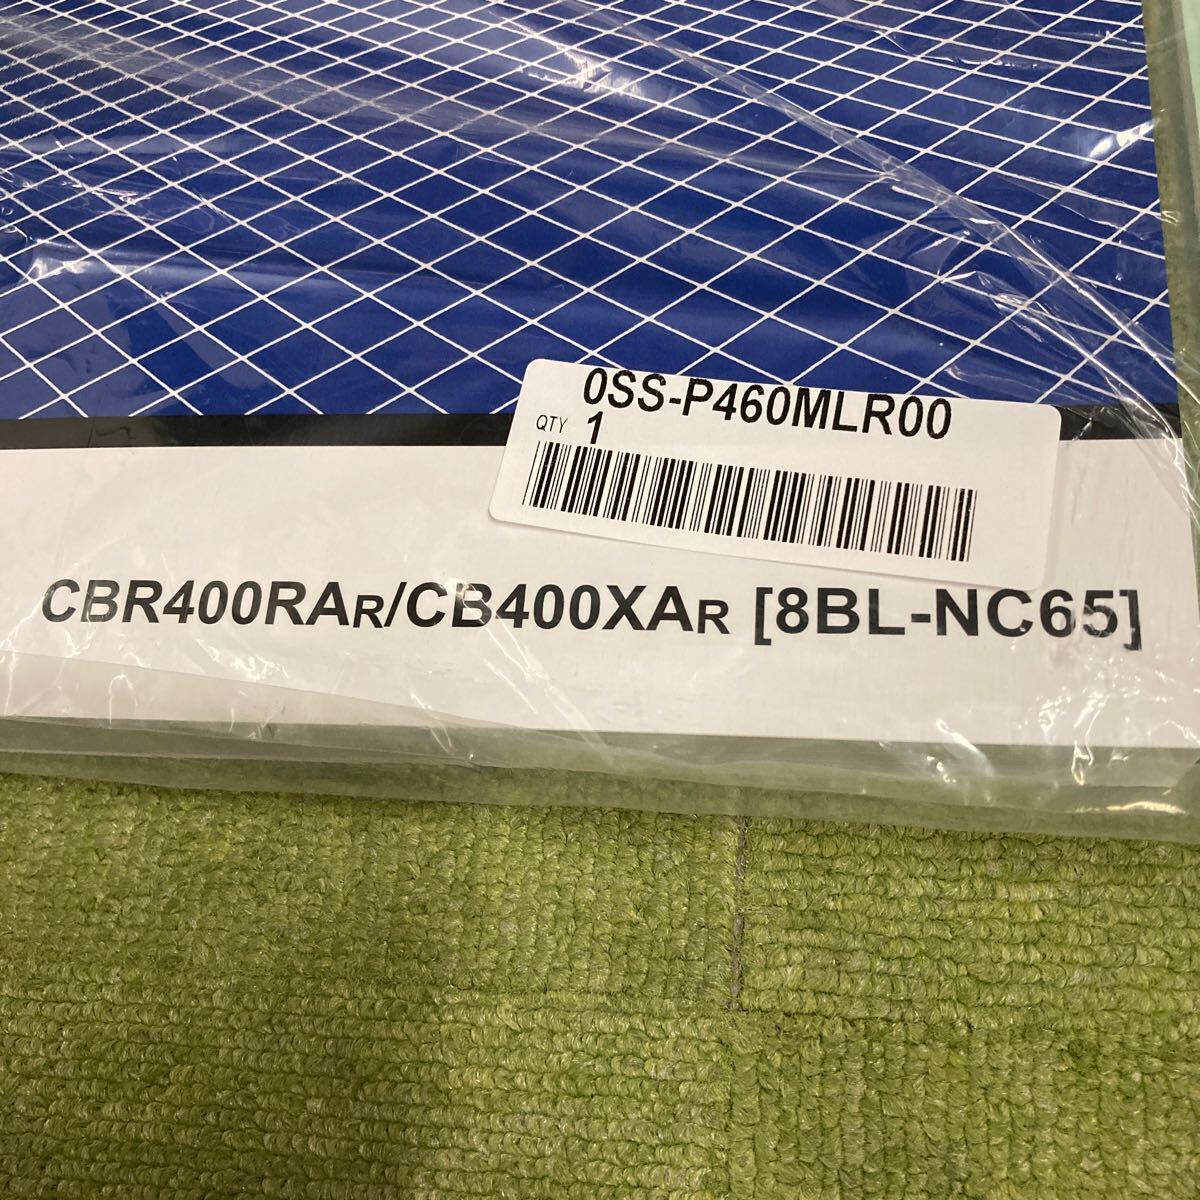 0SS-P460MLR00
QTY 1
CBR400RAR/CB400XAR [8BL-NC65]